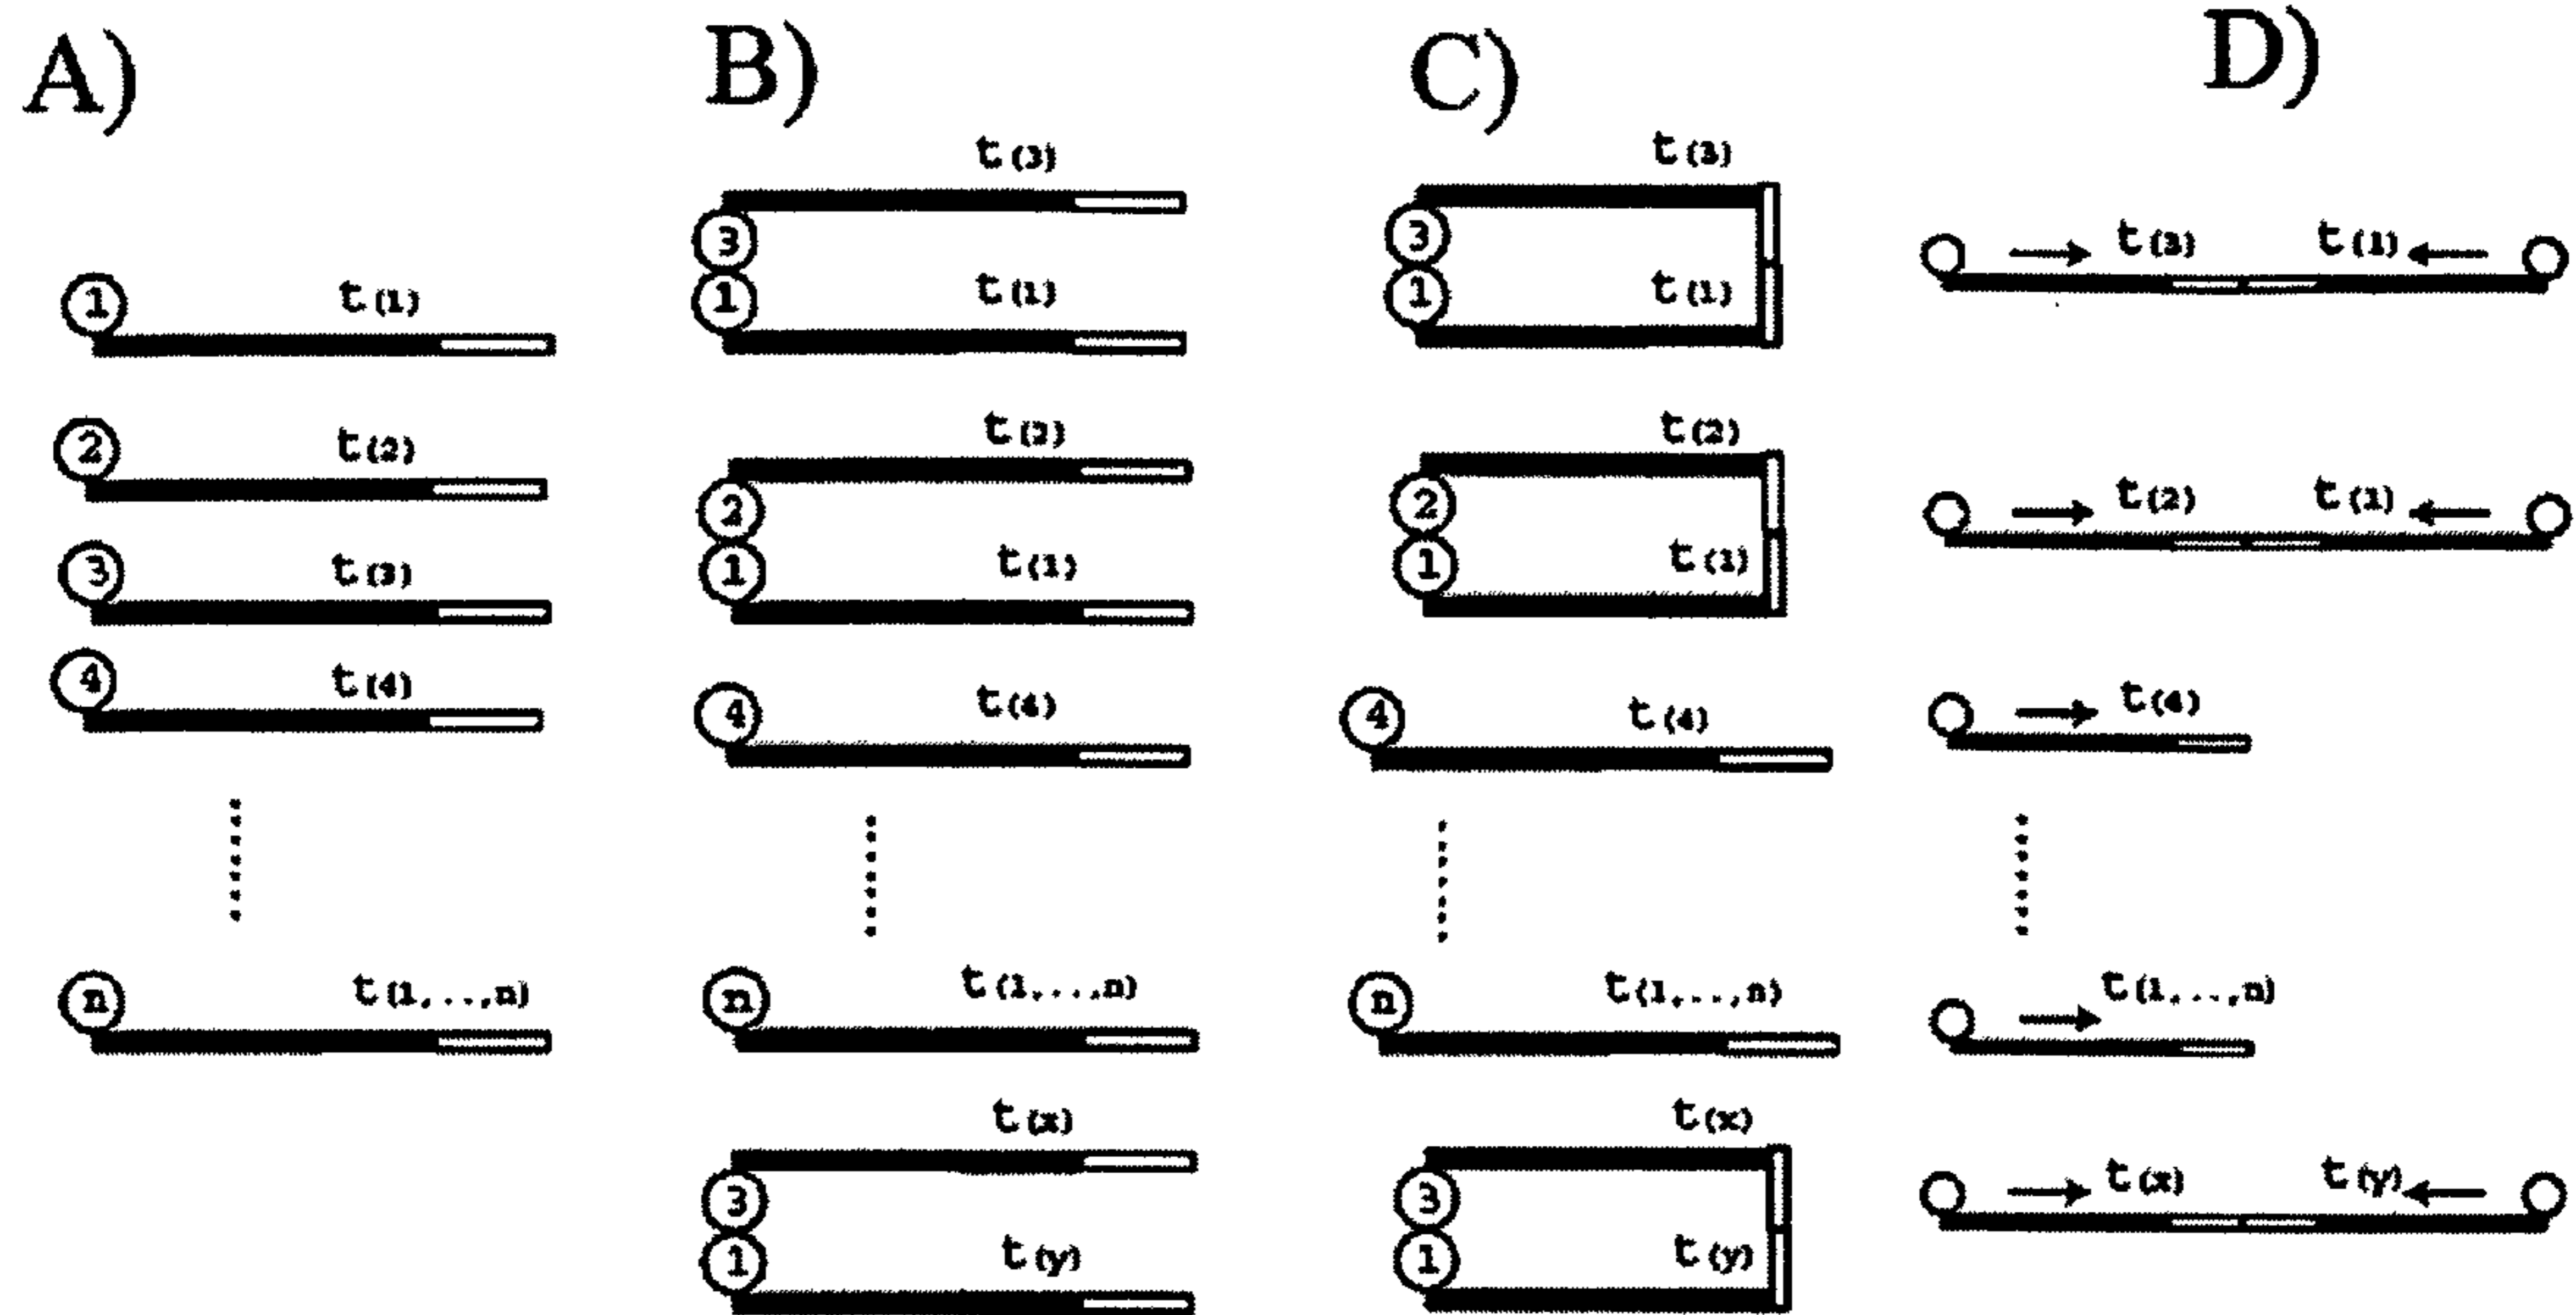 A)
1 t(1)
2 t(2)
3 t(3)
4 t(4)
n t(1,..,n)
B)
t(3)
3
1 t(1)
t(2)
2
1 t(1)
4 t(4)
n t(1,..,n)
t(x)
3
1 t(y)
C)
t(3)
3
1 t(1)
t(2)
2
1 t(1)
4 t(4)
n t(1,..,n)
t(x)
3
1 t(y)
D)
t(3) t(1)
t(2) t(1)
t(4)
t(1,..,n)
t(x) t(y)